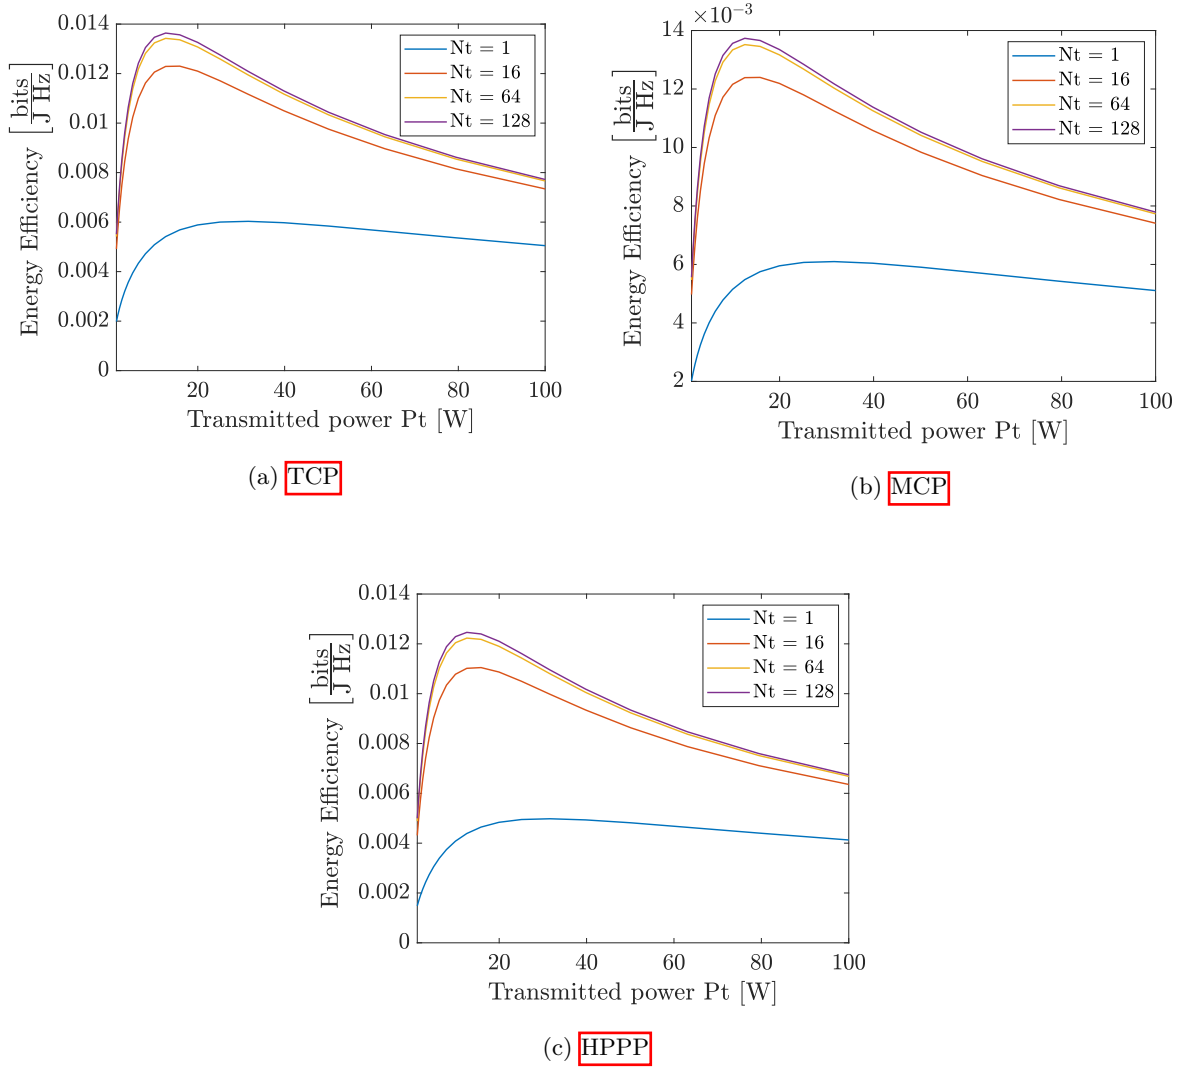 0.014
0.012
0.01
0.008
0.006
0.004
0.002
0
20 40 60 80 100
Transmitted power Pt [W]
Energy Efficiency [bits/J Hz]
Nt = 1
Nt = 16
Nt = 64
Nt = 128
(a) TCP
×10−3
14
12
10
8
6
4
2
20 40 60 80 100
Transmitted power Pt [W]
Energy Efficiency [bits/J Hz]
Nt = 1
Nt = 16
Nt = 64
Nt = 128
(b) MCP
0.014
0.012
0.01
0.008
0.006
0.004
0.002
0
20 40 60 80 100
Transmitted power Pt [W]
Energy Efficiency [bits/J Hz]
Nt = 1
Nt = 16
Nt = 64
Nt = 128
(c) HPPP